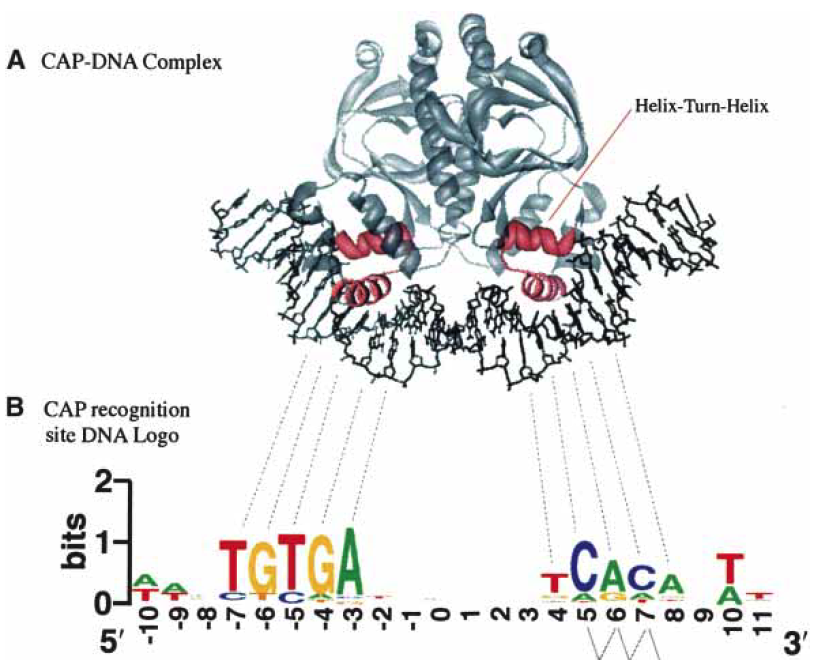 A CAP-DNA Complex
Helix-Turn-Helix
B CAP recognition
site DNA Logo
2
bits
1
0
A T A T C T G T T C G A A T C A C A A T A
-10 -9 -8 -7 -6 -5 -4 -3 -2 -1 0 1 2 3 4 5 6 7 8 9 10 11
5′ 3′